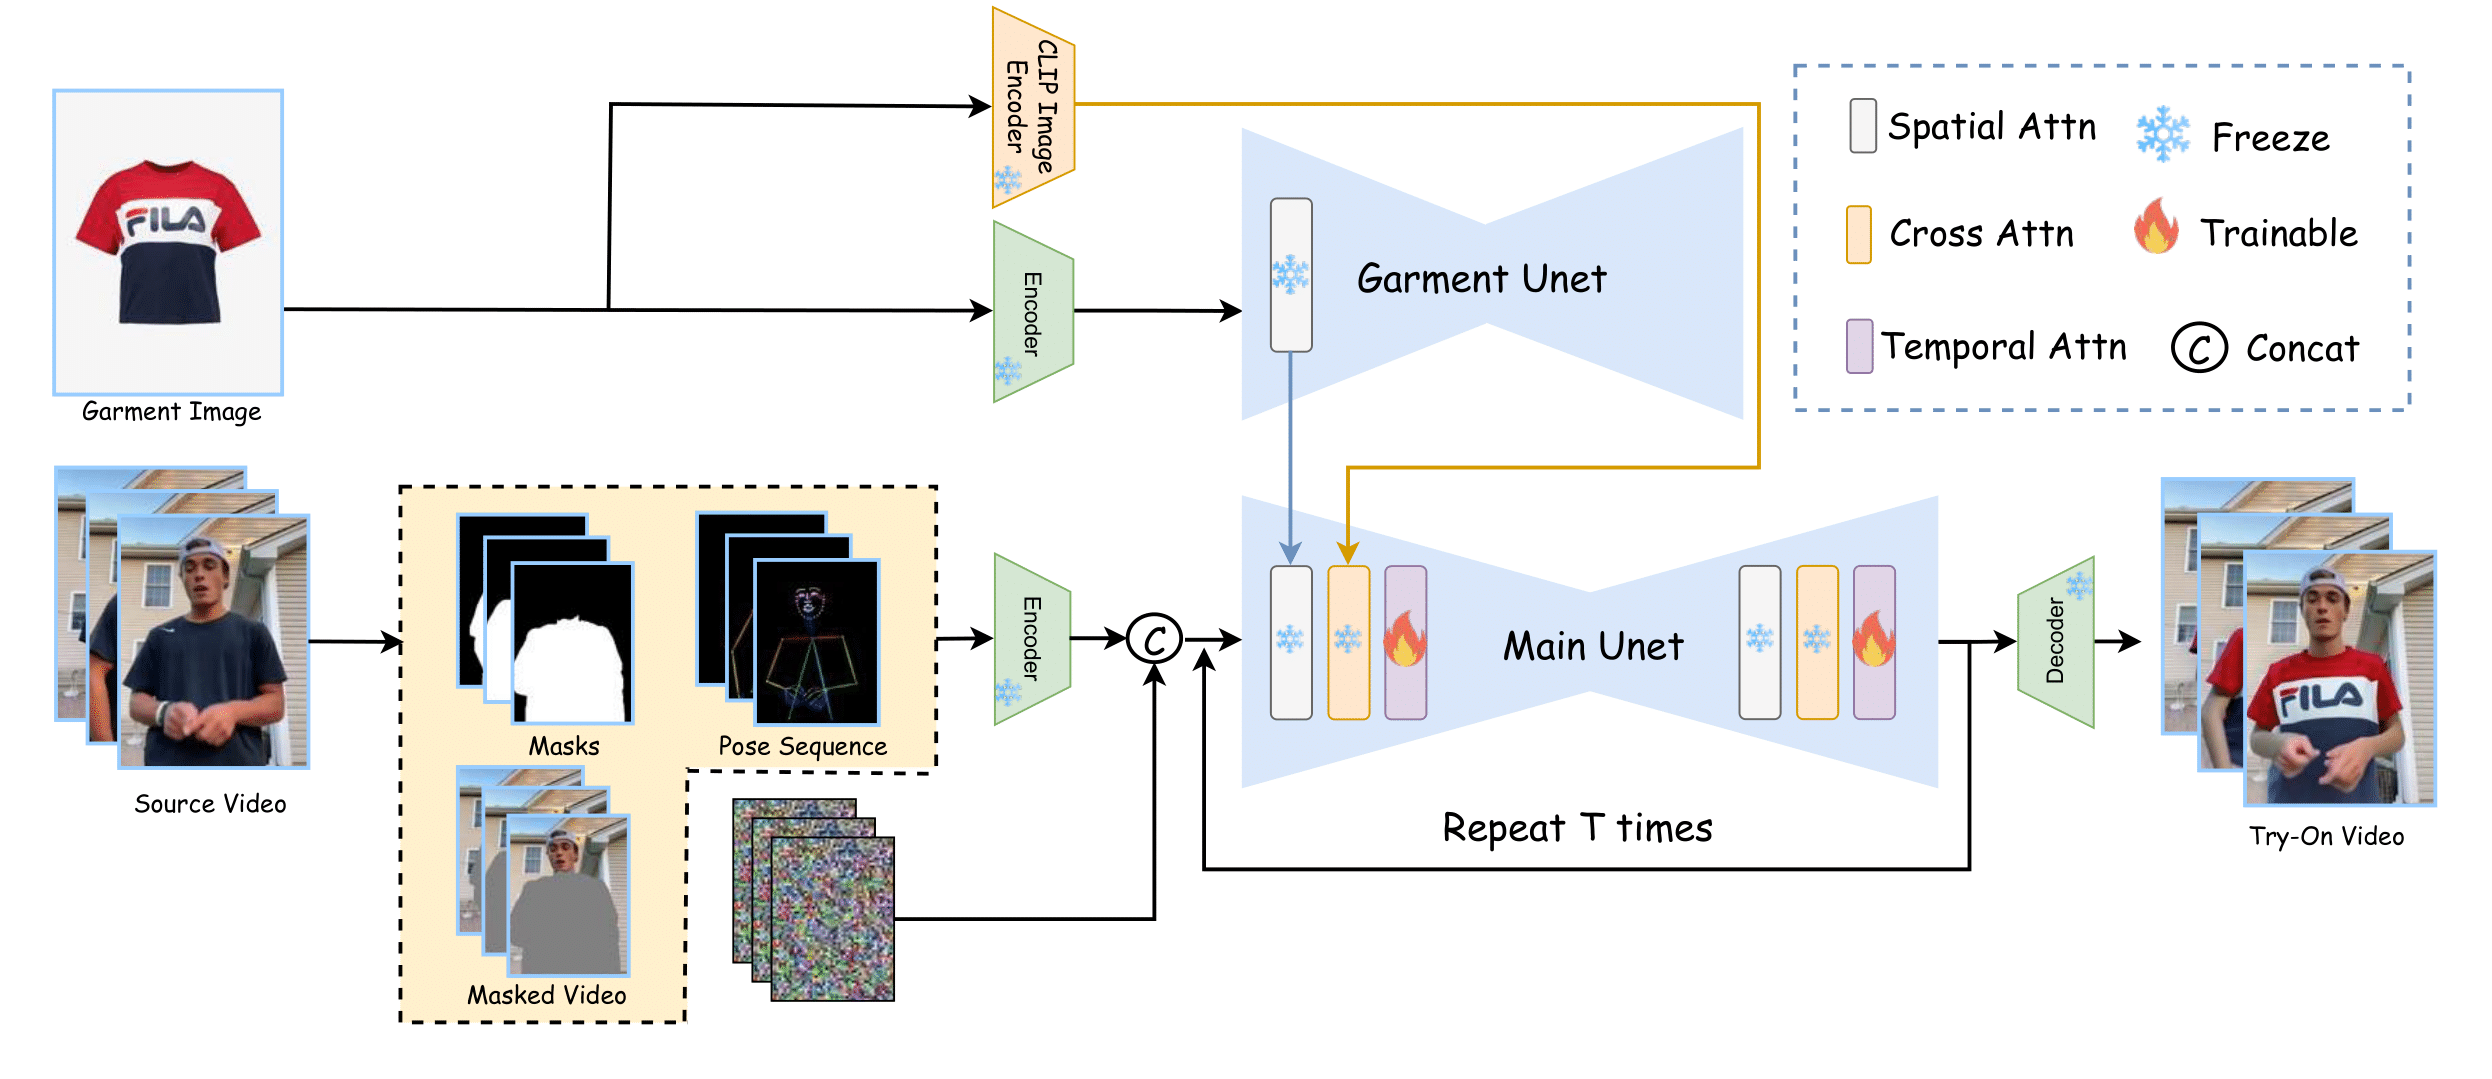 CLIP Image
Encoder
FILA
Garment Image
Encoder
Garment Unet
Spatial Attn
Freeze
Cross Attn
Trainable
Temporal Attn
C
Concat
Source Video
Masks
Pose Sequence
Masked Video
Encoder
C
Main Unet
Repeat T times
Decoder
FILA
Try-On Video